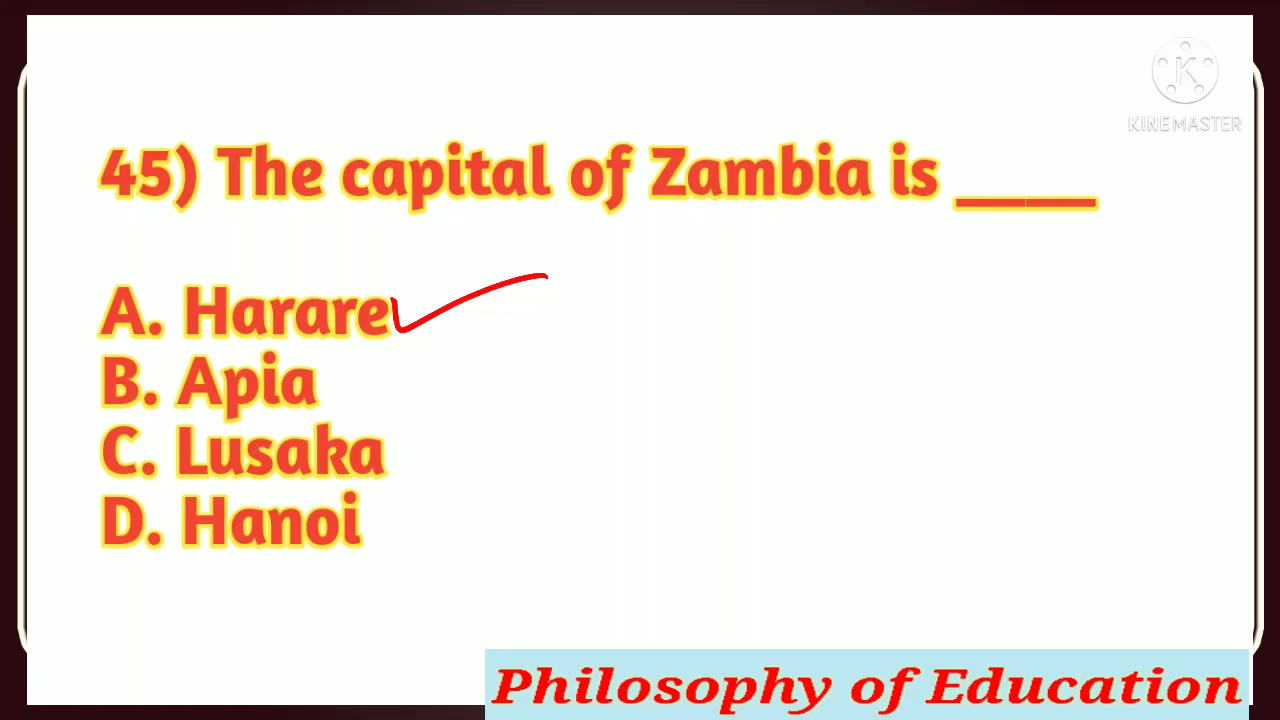 KINEMASTER
45) The capital of Zambia is ____
A. Harare
B. Apia
C. Lusaka
D. Hanoi
Philosophy of Education